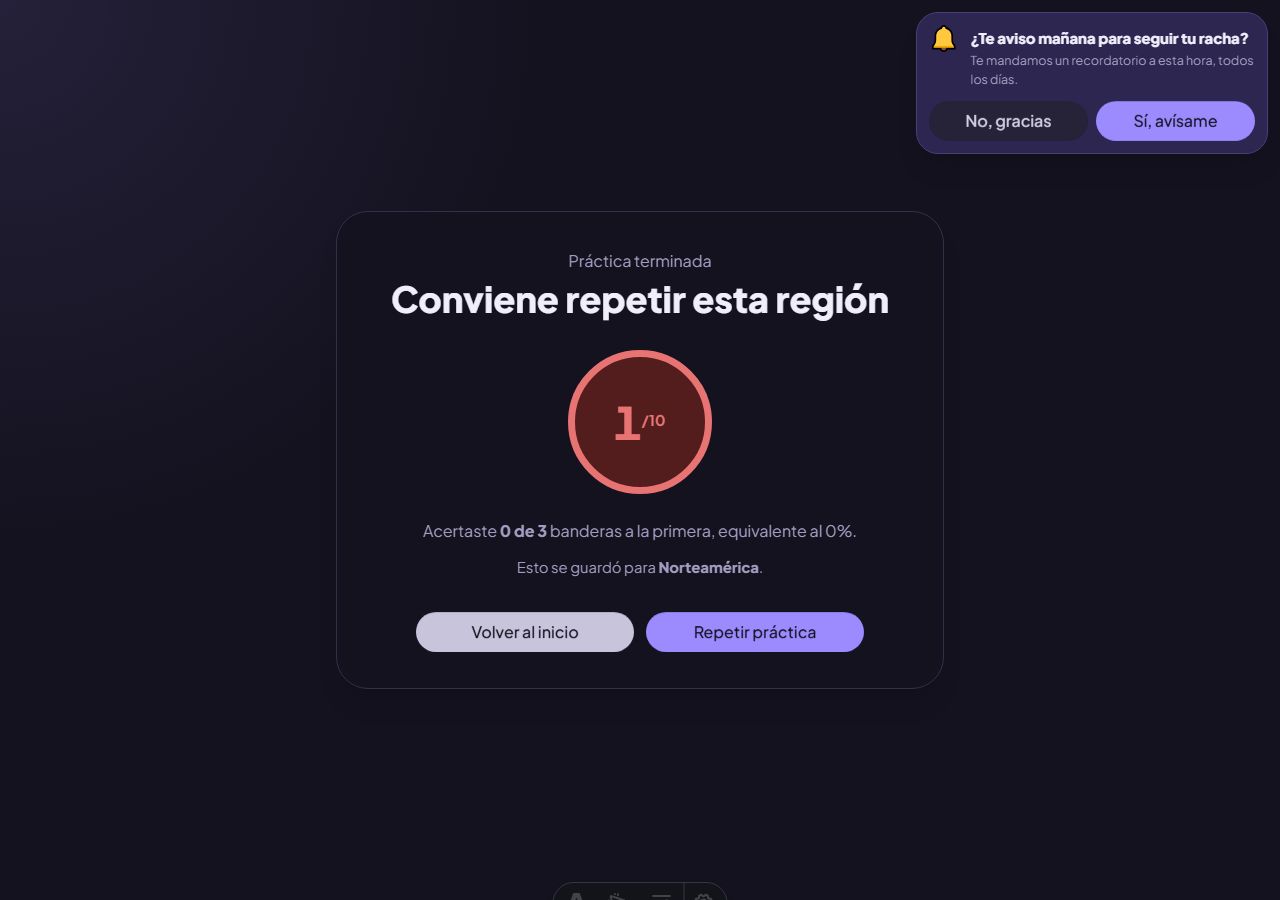 ¿Te aviso mañana para seguir tu racha?
Te mandamos un recordatorio a esta hora, todos
los días.
No, gracias
Sí, avísame
Práctica terminada
Conviene repetir esta región
1/10
Acertaste 0 de 3 banderas a la primera, equivalente al 0%.
Esto se guardó para Norteamérica.
Volver al inicio
Repetir práctica